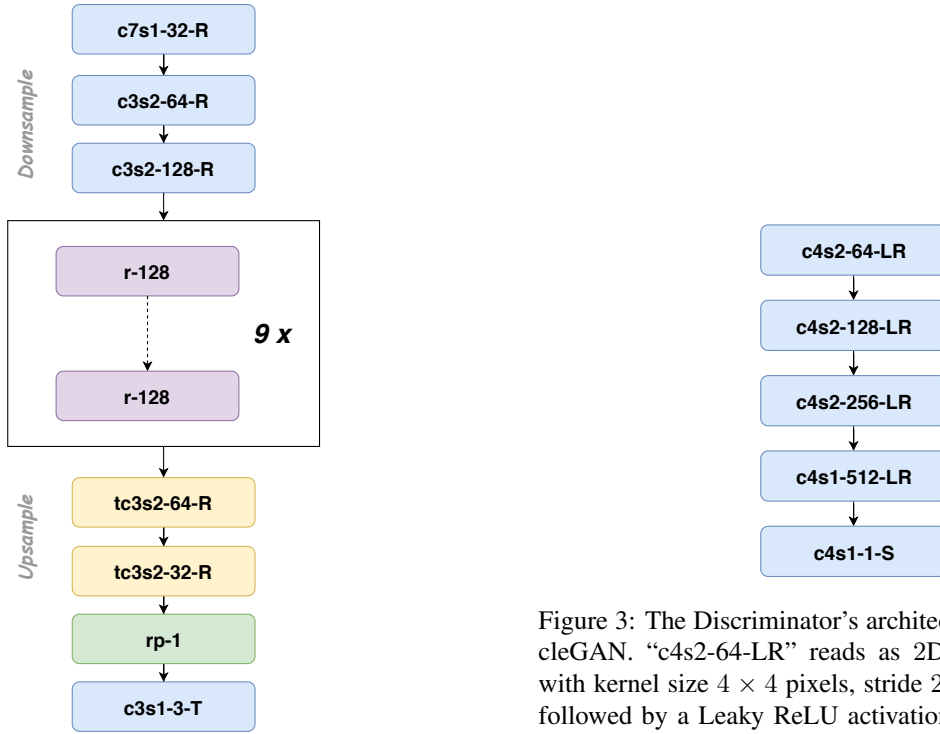 c7s1-32-R
Downsample
c3s2-64-R
c3s2-128-R
r-128
9 x
r-128
Upsample
tc3s2-64-R
tc3s2-32-R
rp-1
c3s1-3-T
c4s2-64-LR
c4s2-128-LR
c4s2-256-LR
c4s1-512-LR
c4s1-1-S
Figure 3: The Discriminator’s
cleGAN. “c4s2-64-LR” reads as 2D
with kernel size 4 × 4 pixels, stride 2
followed by a Leaky ReLU activation